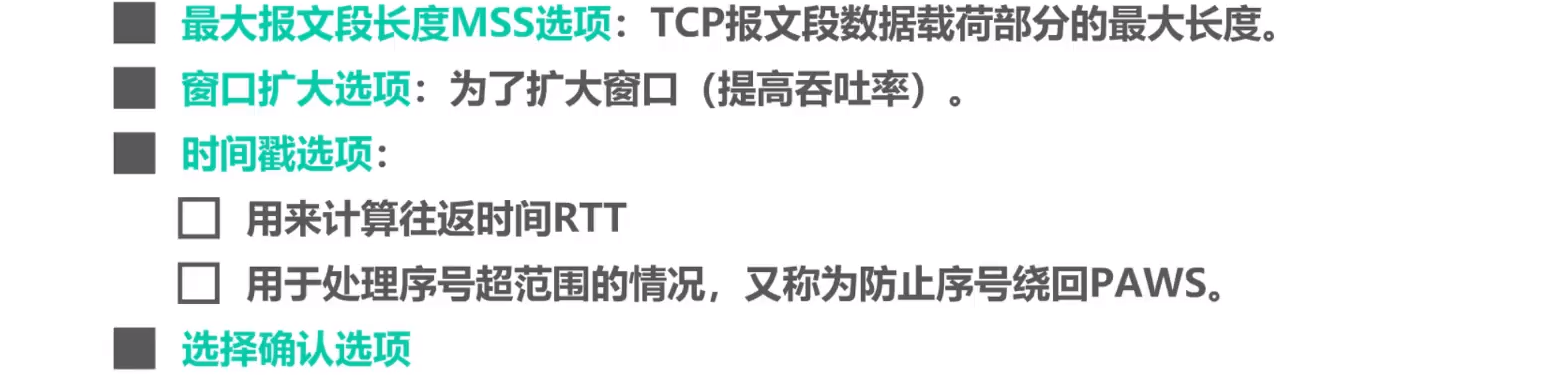 最大报文段长度MSS选项：TCP报文段数据载荷部分的最大长度。
窗口扩大选项：为了扩大窗口（提高吞吐率）。
时间戳选项：
用来计算往返时间RTT
用于处理序号超范围的情况，又称为防止序号绕回PAWS。
选择确认选项